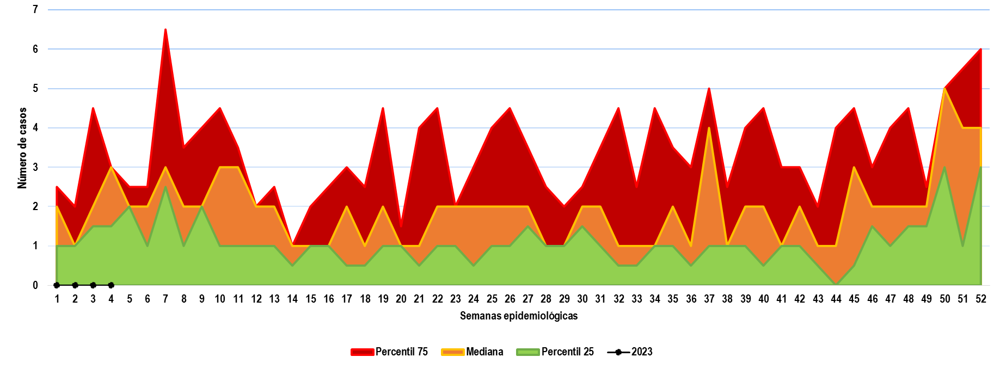 7
6
5
4
3
2
1
0
Número de casos
1 2 3 4 5 6 7 8 9 10 11 12 13 14 15 16 17 18 19 20 21 22 23 24 25 26 27 28 29 30 31 32 33 34 35 36 37 38 39 40 41 42 43 44 45 46 47 48 49 50 51 52
Semanas epidemiológicas
Percentil 75 Mediana Percentil 25 2023